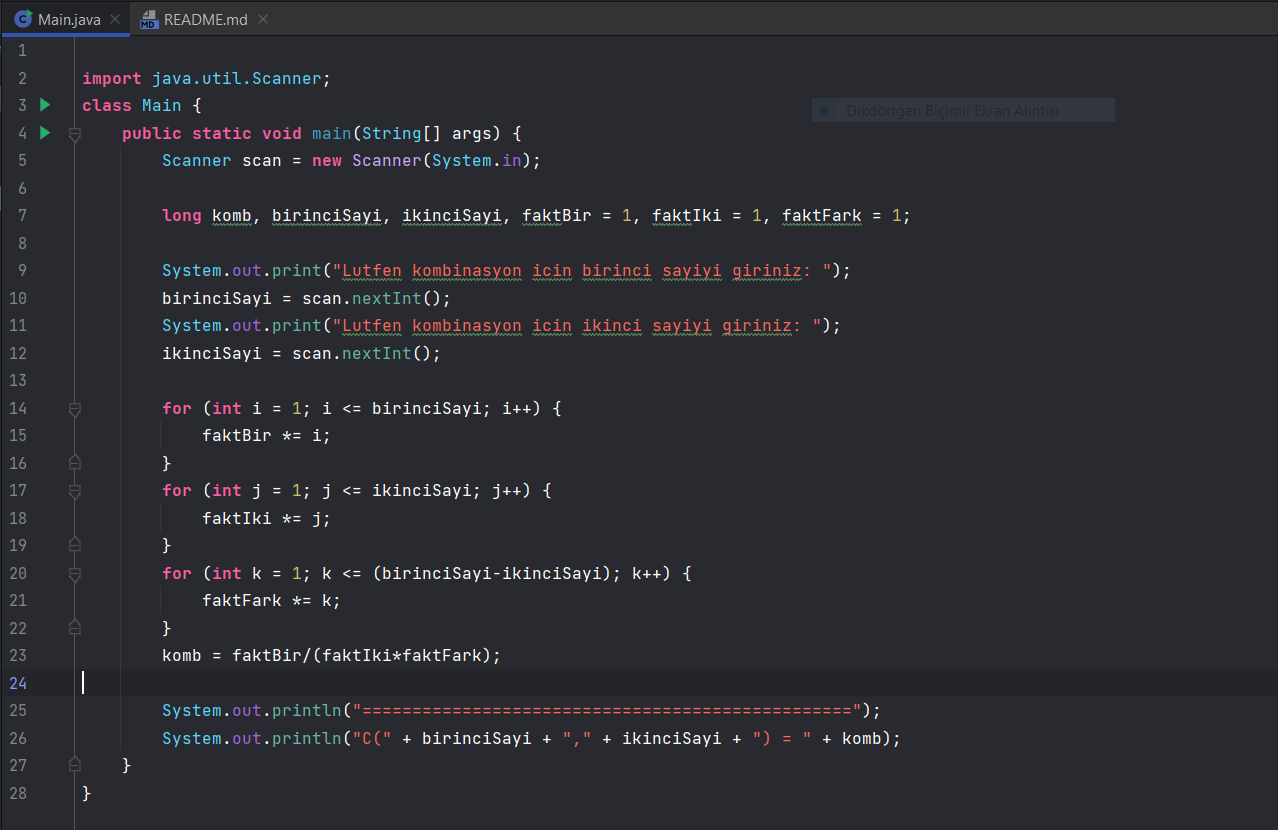 Main.java README.md
1
2 import java.util.Scanner;
3 class Main {
Dikdörtgen Biçimli Ekran Alıntısı
4 public static void main(String[] args) {
5 Scanner scan = new Scanner(System.in);
6
7 long komb, birinciSayi, ikinciSayi, faktBir = 1, faktIki = 1, faktFark = 1;
8
9 System.out.print("Lutfen kombinasyon icin birinci sayiyi giriniz: ");
10 birinciSayi = scan.nextInt();
11 System.out.print("Lutfen kombinasyon icin ikinci sayiyi giriniz: ");
12 ikinciSayi = scan.nextInt();
13
14 for (int i = 1; i <= birinciSayi; i++) {
15 faktBir *= i;
16 }
17 for (int j = 1; j <= ikinciSayi; j++) {
18 faktIki *= j;
19 }
20 for (int k = 1; k <= (birinciSayi-ikinciSayi); k++) {
21 faktFark *= k;
22 }
23 komb = faktBir/(faktIki*faktFark);
24
25 System.out.println("=================================================");
26 System.out.println("C(" + birinciSayi + "," + ikinciSayi + ") = " + komb);
27 }
28 }